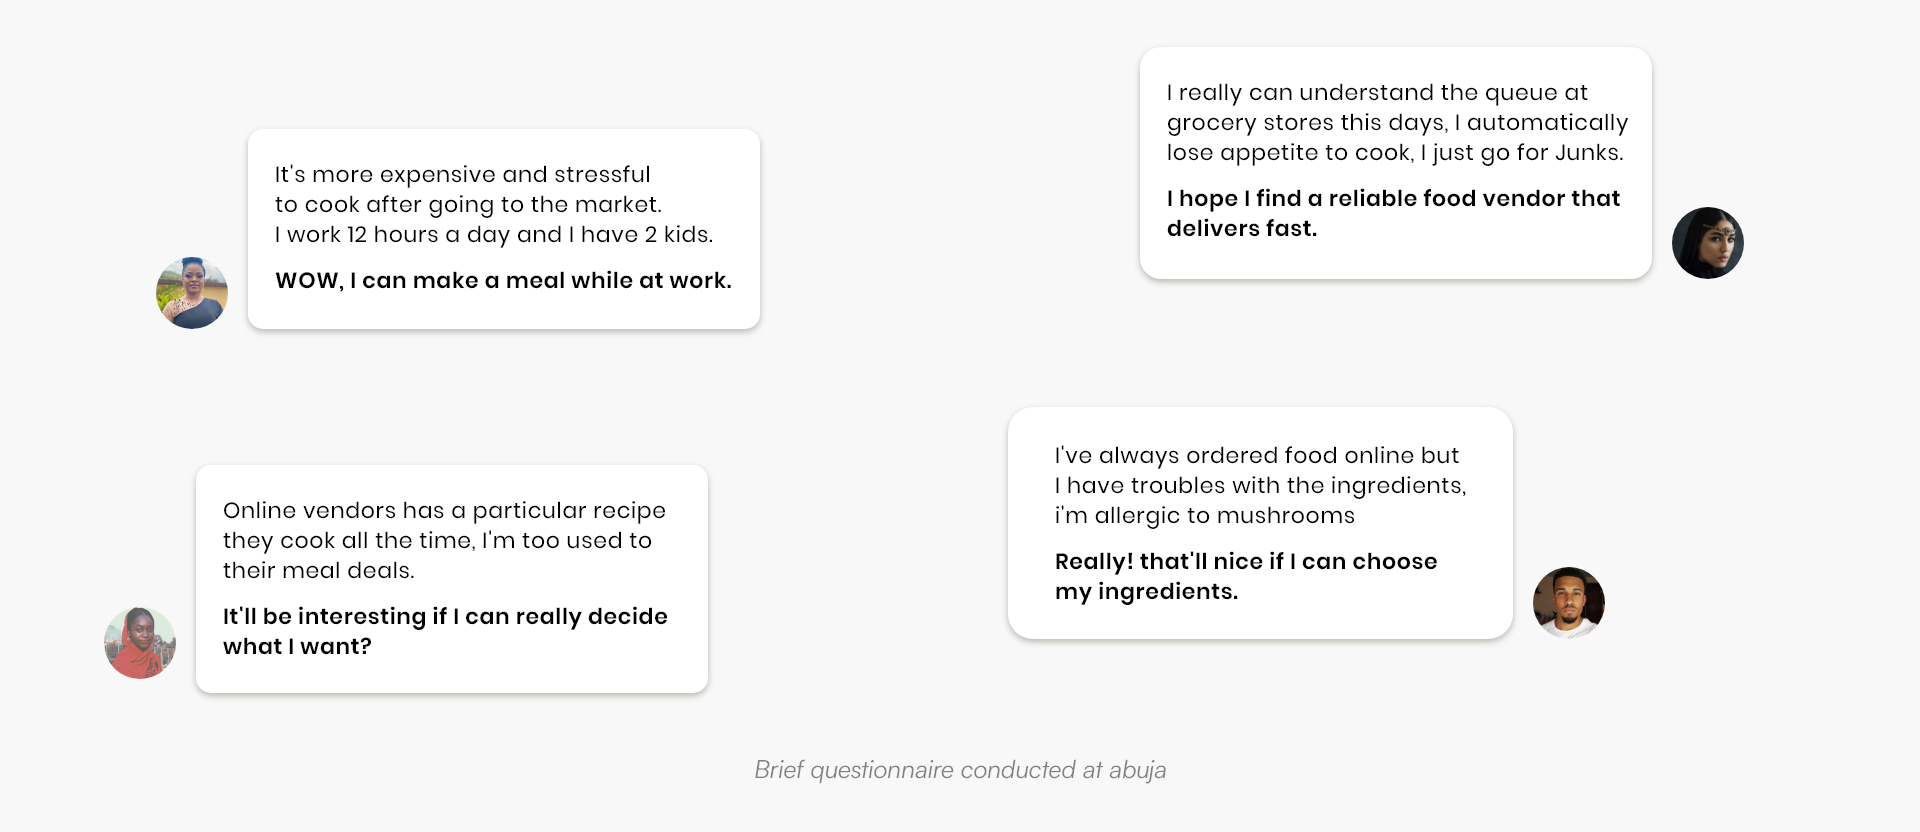 It's more expensive and stressful
to cook after going to the market.
I work 12 hours a day and I have 2 kids.
WOW, I can make a meal while at work.
I really can understand the queue at
grocery stores this days, I automatically
lose appetite to cook, I just go for Junks.
I hope I find a reliable food vendor that
delivers fast.
Online vendors has a particular recipe
they cook all the time, I'm too used to
their meal deals.
It'll be interesting if I can really decide
what I want?
I've always ordered food online but
I have troubles with the ingredients,
i'm allergic to mushrooms
Really! that'll nice if I can choose
my ingredients.
Brief questionnaire conducted at abuja